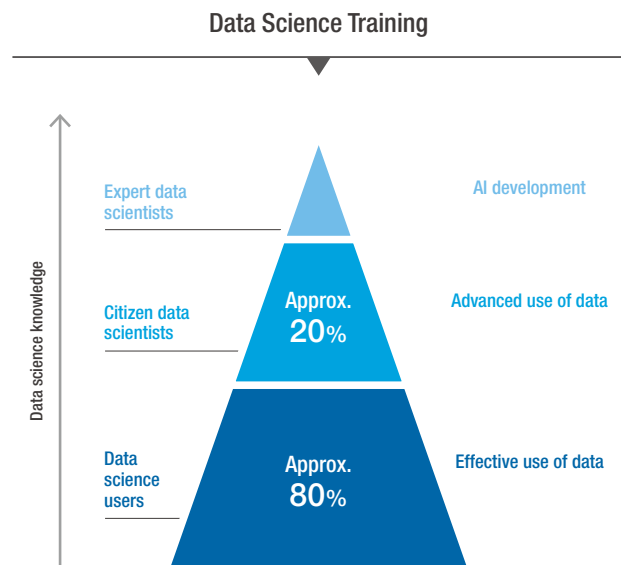 Data Science Training
Data science knowledge
Expert data
scientists
AI development
Citizen data
scientists
Approx.
20%
Advanced use of data
Data
science
users
Approx.
80%
Effective use of data